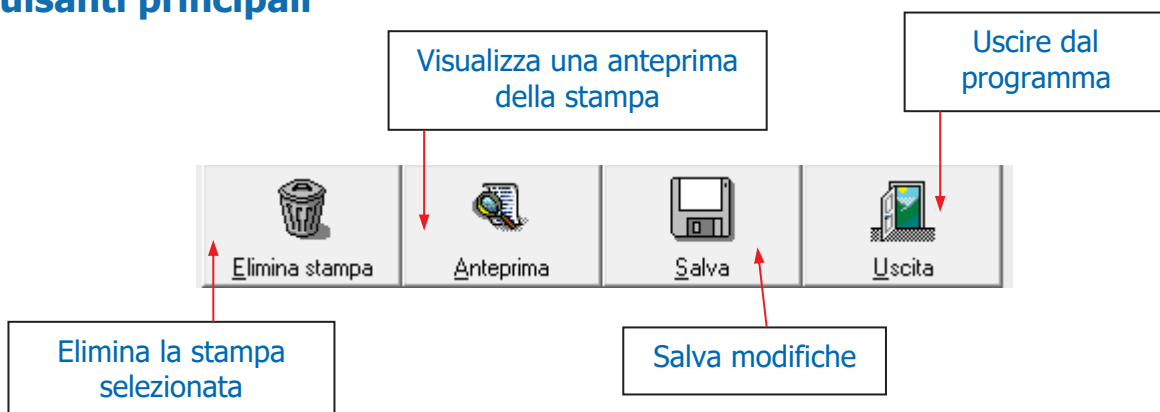 ulsanti principali
Visualizza una anteprima
della stampa
Uscire dal
programma
Elimina stampa
Anteprima
Salva
Uscita
Elimina la stampa
selezionata
Salva modifiche